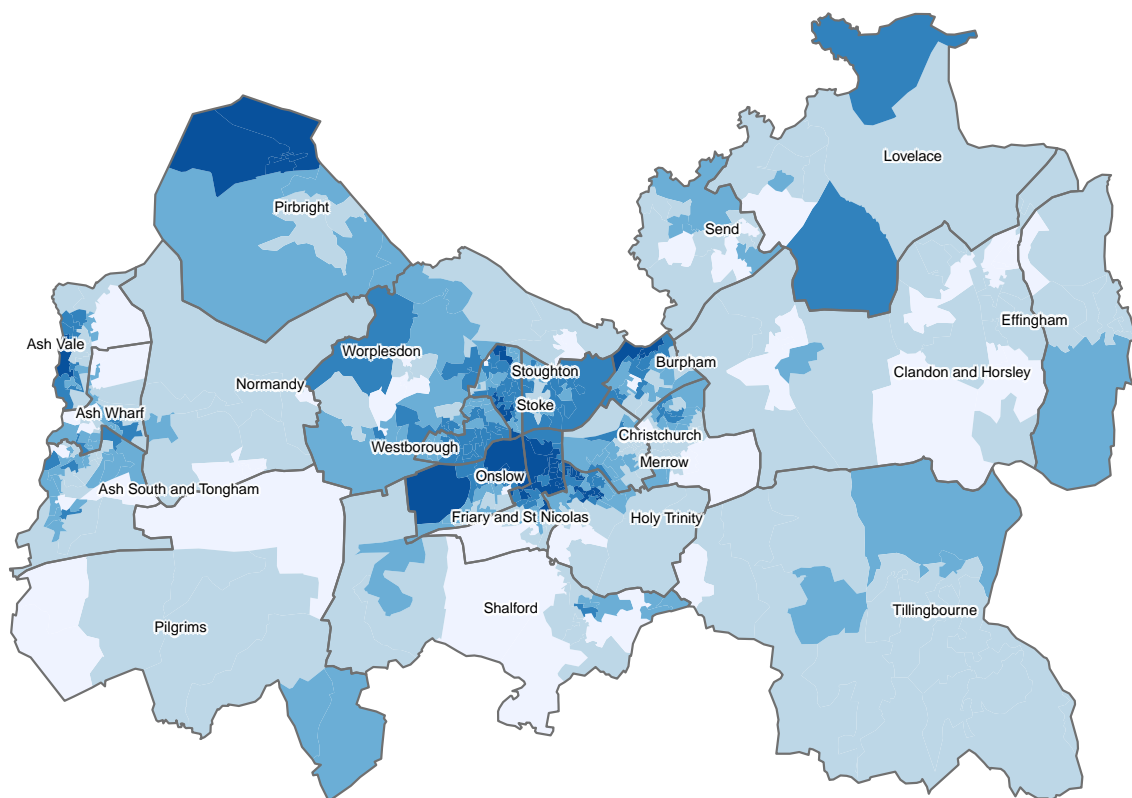 Lovelace
Pirbright
Send
Effingham
Ash Vale
Worplesdon
Burpham
Stoughton
Clandon and Horsley
Normandy
Stoke
Ash Wharf
Christchurch
Westborough
Merrow
Onslow
Ash South and Tongham
Friary and St Nicolas
Holy Trinity
Shalford
Tillingbourne
Pilgrims